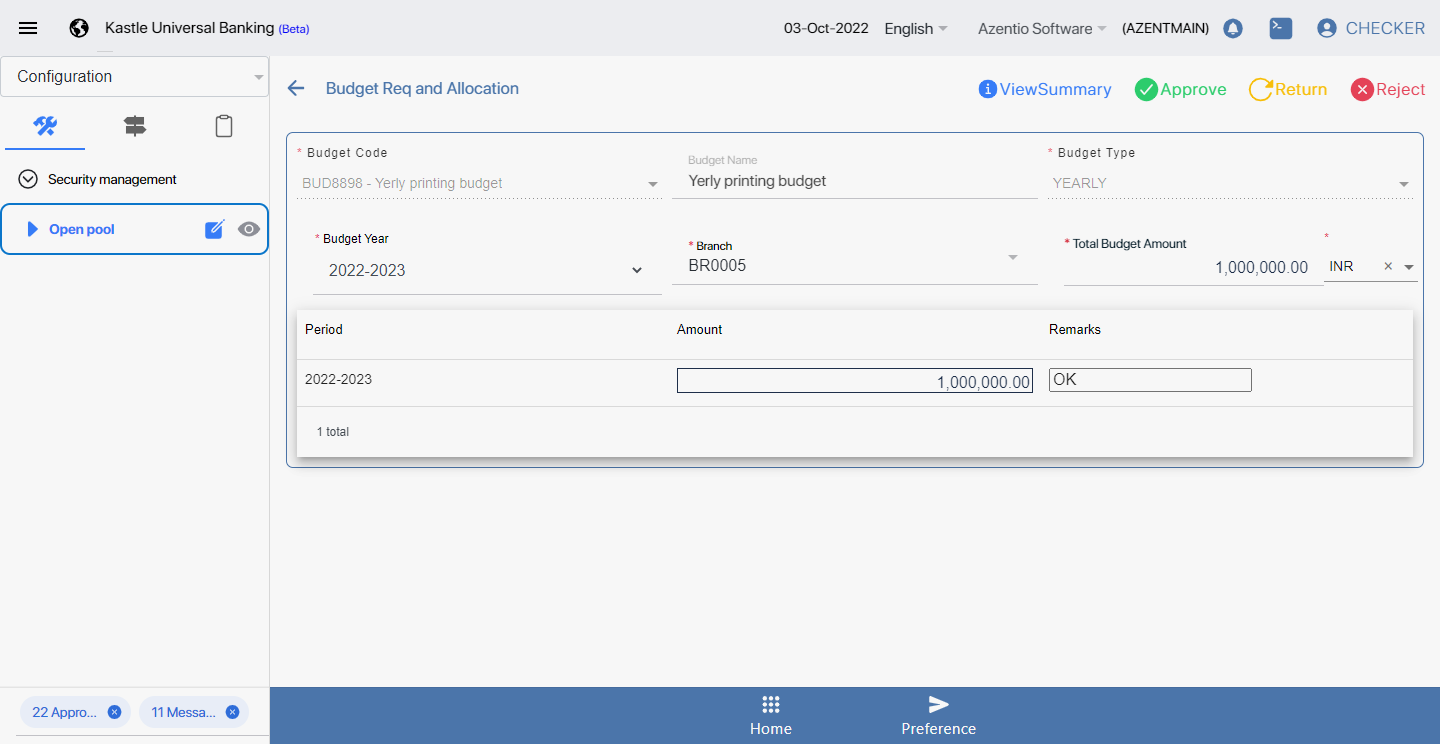 Kastle Universal Banking (Beta)
03-Oct-2022 English Azentio Software (AZENTMAIN) CHECKER
Configuration
Security management
Open pool
22 Appro...
11 Messa...
Budget Req and Allocation
ViewSummary Approve Return Reject
* Budget Code
BUD8898 - Yerly printing budget
Budget Name
Yerly printing budget
* Budget Type
YEARLY
* Budget Year
2022-2023
* Branch
BR0005
* Total Budget Amount
1,000,000.00
*
INR ×
Period Amount Remarks
2022-2023 1,000,000.00 OK
1 total
Home
Preference